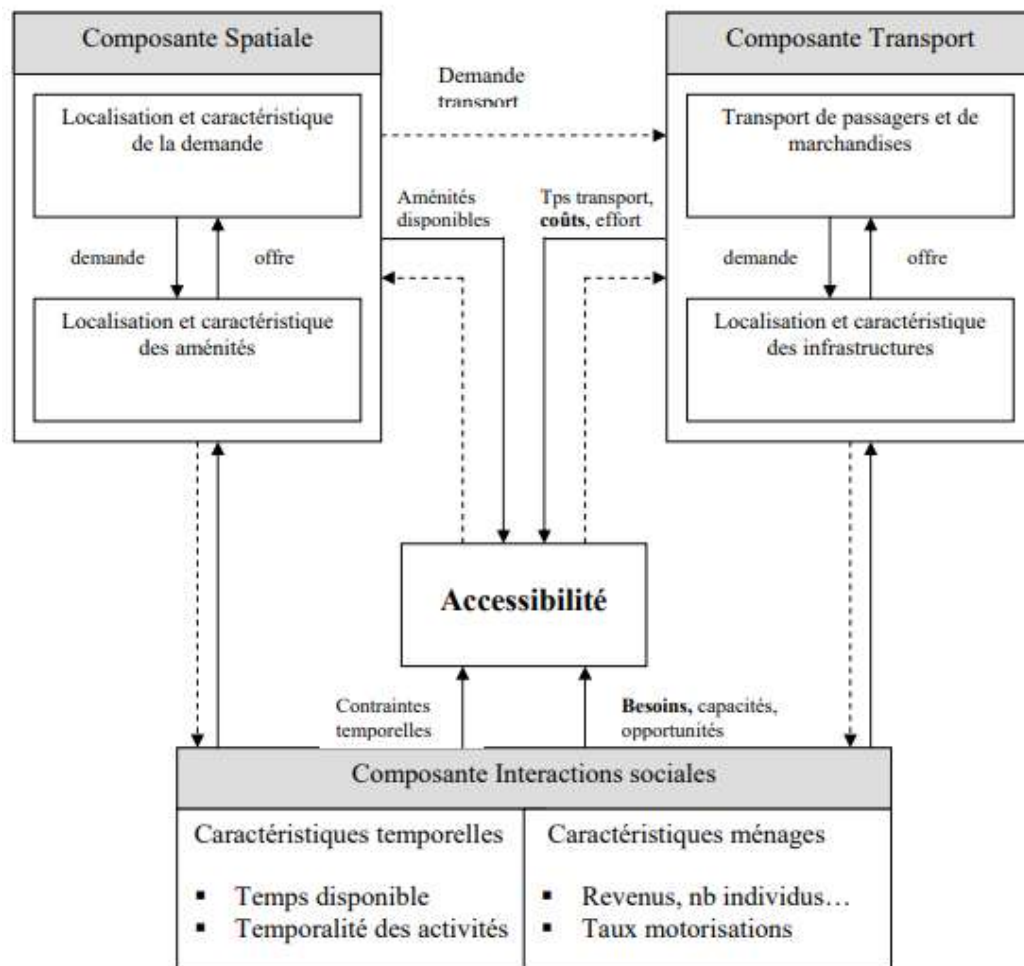 Composante Spatiale
Composante Transport
Demande
transport
Localisation et caractéristique
de la demande
Transport de passagers et de
marchandises
Aménités
disponibles
Tps transport,
coûts, effort
demande
offre
demande
offre
Localisation et caractéristique
des aménités
Localisation et caractéristique
des infrastructures
Accessibilité
Contraintes
temporelles
Besoins, capacités,
opportunités
Composante Interactions sociales
Caractéristiques temporelles
▪ Temps disponible
▪ Temporalité des activités
Caractéristiques ménages
▪ Revenus, nb individus…
▪ Taux motorisations